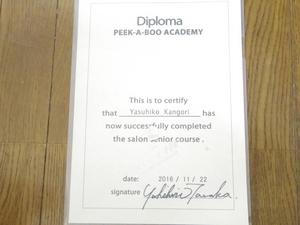 Diploma
PEEK-A-BOO ACADEMY
This is to certify
that Yasuhiko Kangori has
now successfully completed
the salon senior course .
date: 2016 / 11 / 22
signature